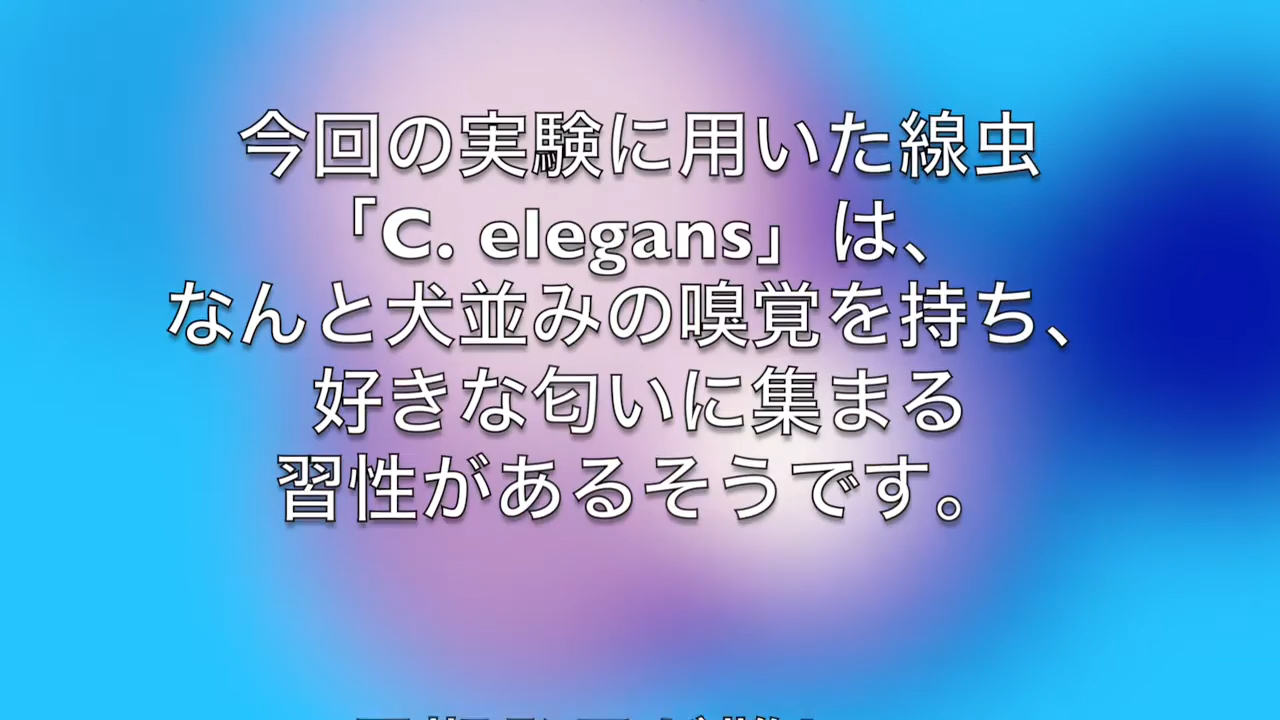 今回の実験に用いた線虫
「C. elegans」は、
なんと犬並みの嗅覚を持ち、
好きな匂いに集まる
習性があるそうです。